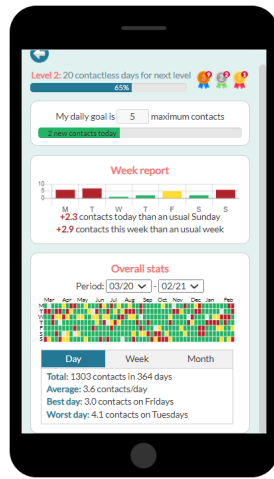 Level 2: 20 contactless days for next level
65%
My daily goal is 5 maximum contacts
2 new contacts today
Week report
10
5
0
M T W T F S S
+2.3 contacts today than an usual Sunday
+2.9 contacts this week than an usual week
Overall stats
Period: 03/20 - 02/21
Mar Apr May Jun Jul Aug Sep Oct Nov Dec Jan Feb
M
T
W
T
F
S
S
Day Week Month
Total: 1303 contacts in 364 days
Average: 3.6 contacts/day
Best day: 3.0 contacts on Fridays
Worst day: 4.1 contacts on Tuesdays